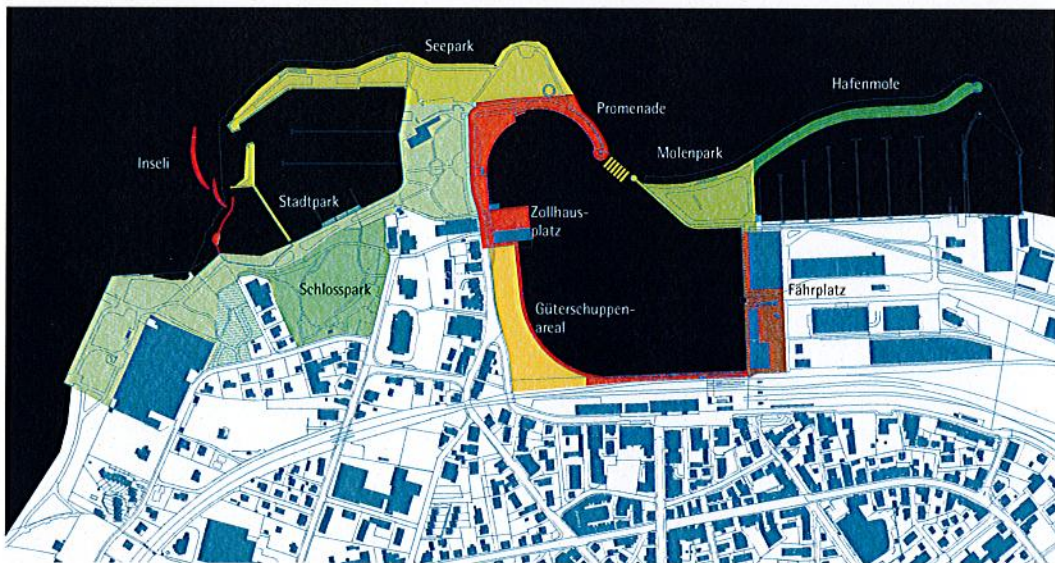 Seepark
Hafenmole
Promenade
Molenpark
Inseli
Stadtpark
Zollhaus-
platz
Schlosspark
Fährplatz
Güterschuppen-
areal